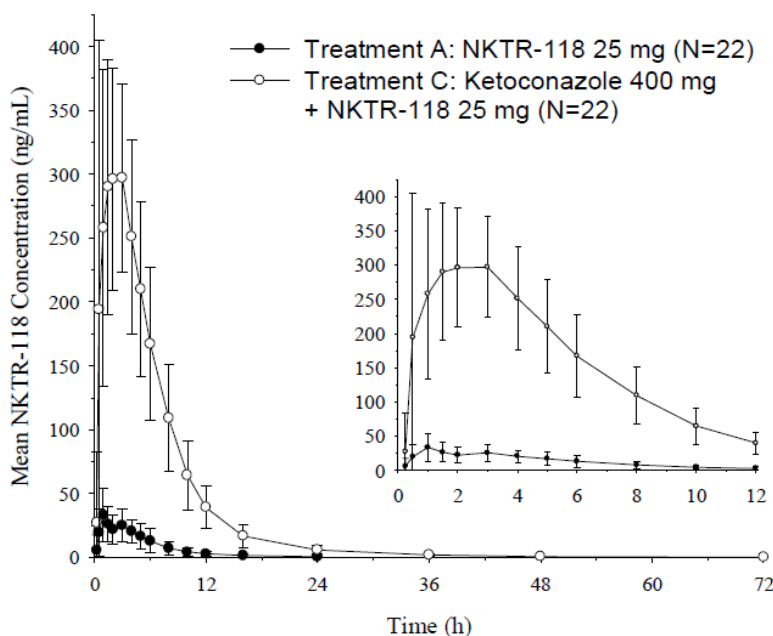 Treatment A: NKTR-118 25 mg (N=22)
Treatment C: Ketoconazole 400 mg
+ NKTR-118 25 mg (N=22)
Mean NKTR-118 Concentration (ng/mL)
400
350
300
250
200
150
100
50
0
0 12 24 36 48 60 72
Time (h)
400
350
300
250
200
150
100
50
0
0 2 4 6 8 10 12